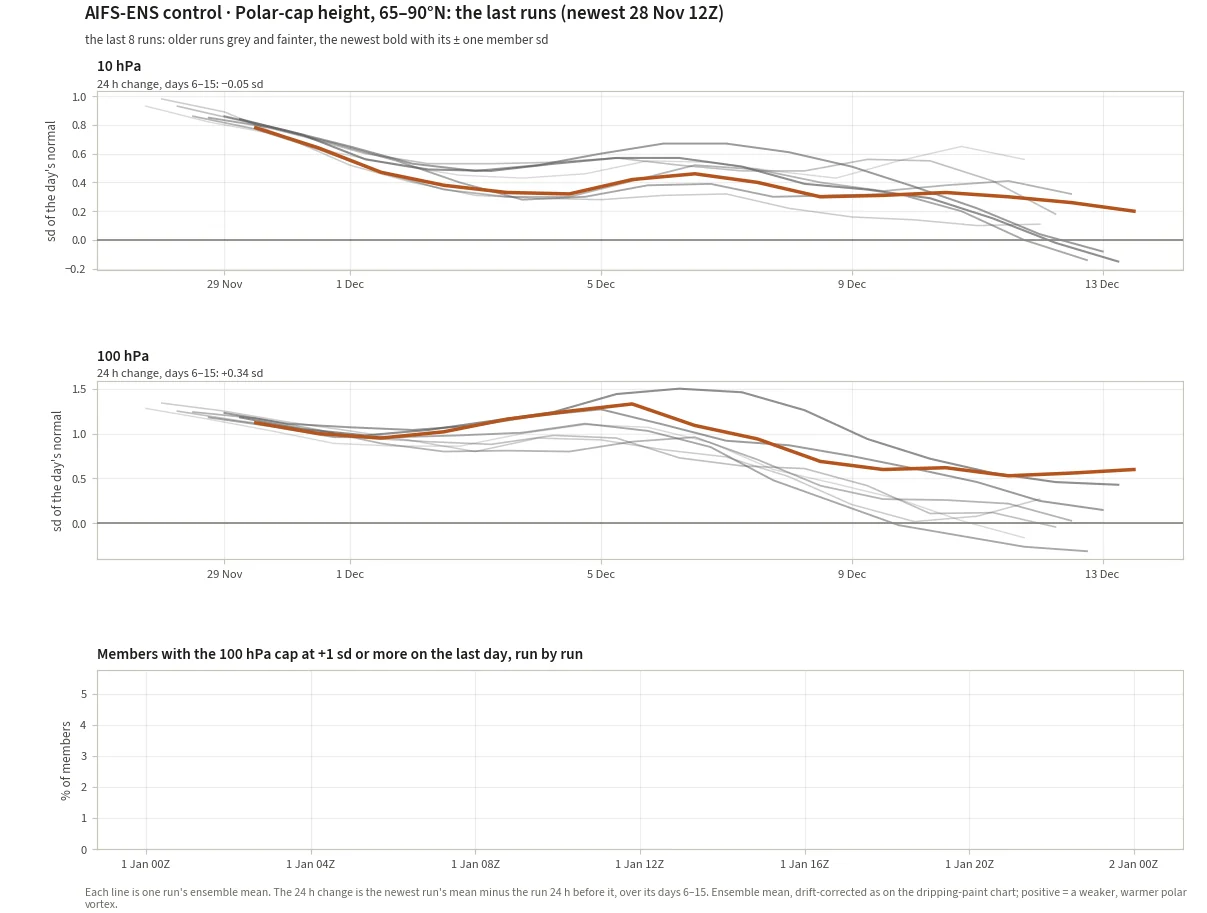 AIFS-ENS control · Polar-cap height, 65–90°N: the last runs (newest 28 Nov 12Z)
the last 8 runs: older runs grey and fainter, the newest bold with its ± one member sd
10 hPa
24 h change, days 6–15: −0.05 sd
sd of the day's normal
1.0
0.8
0.6
0.4
0.2
0.0
−0.2
29 Nov
1 Dec
5 Dec
9 Dec
13 Dec
100 hPa
24 h change, days 6–15: +0.34 sd
sd of the day's normal
1.5
1.0
0.5
0.0
29 Nov
1 Dec
5 Dec
9 Dec
13 Dec
Members with the 100 hPa cap at +1 sd or more on the last day, run by run
% of members
5
4
3
2
1
0
1 Jan 00Z
1 Jan 04Z
1 Jan 08Z
1 Jan 12Z
1 Jan 16Z
1 Jan 20Z
2 Jan 00Z
Each line is one run's ensemble mean. The 24 h change is the newest run's mean minus the run 24 h before it, over its days 6–15. Ensemble mean, drift-corrected as on the dripping-paint chart; positive = a weaker, warmer polar
vortex.